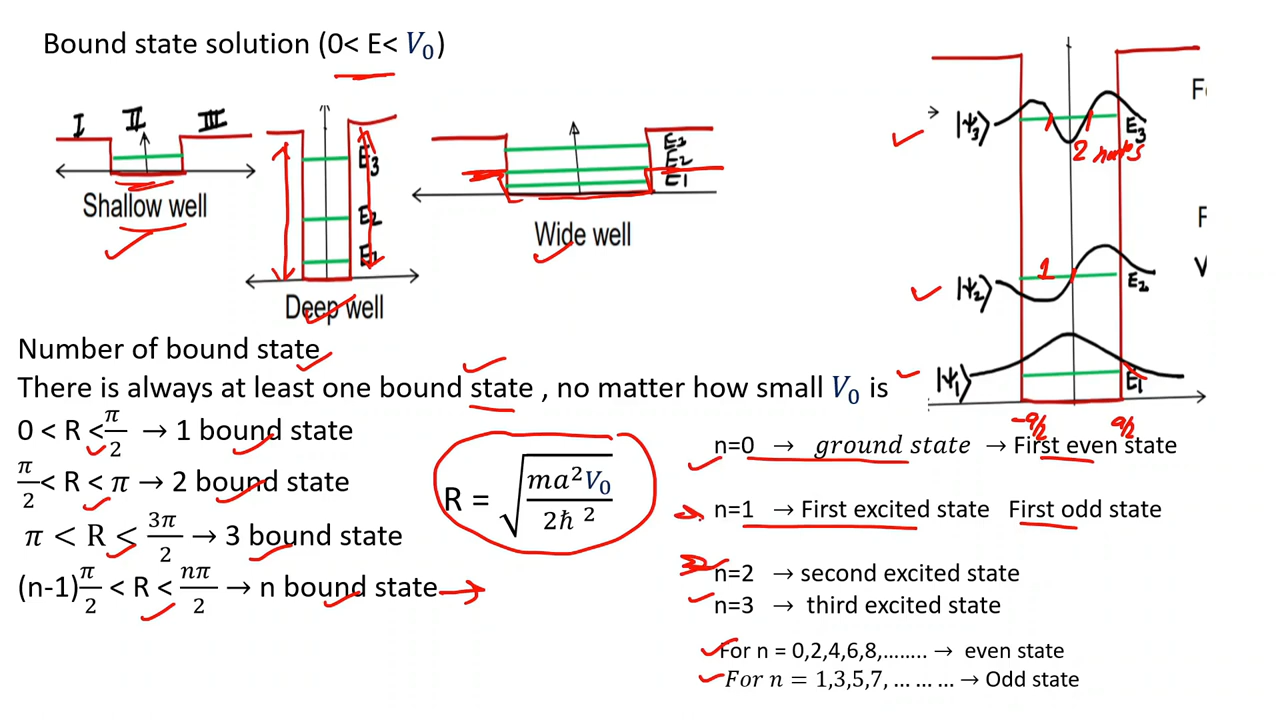 Bound state solution (0< E< V₀)
I II III
Shallow well
E3
E2
E1
Deep well
E3
E2
E1
Wide well
|ψ3⟩ E3
2 nodes
|ψ2⟩ 1 E2
|ψ1⟩ E1
-a/2 a/2
F
V
Number of bound state
There is always at least one bound state , no matter how small V₀ is
0 < R < π/2 → 1 bound state
π/2 < R < π → 2 bound state
π < R < 3π/2 → 3 bound state
(n-1)π/2 < R < nπ/2 → n bound state
R = √(ma²V₀/2ħ ²)
n=0 → ground state → First even state
n=1 → First excited state First odd state
n=2 → second excited state
n=3 → third excited state
For n = 0,2,4,6,8,…….. → even state
For n = 1,3,5,7, … … … → Odd state